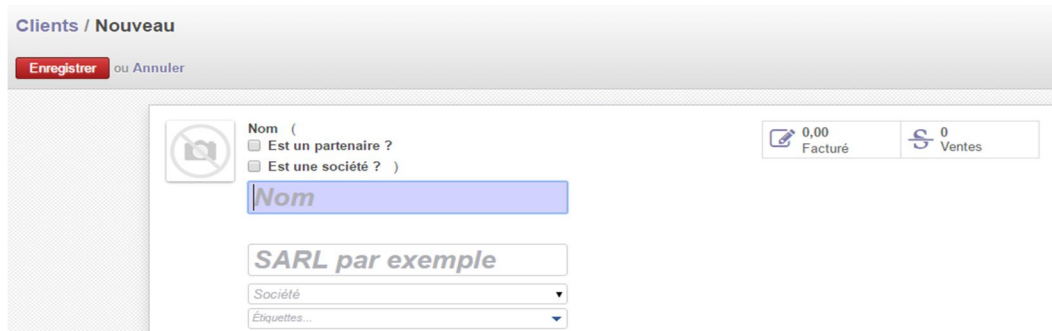 Clients / Nouveau
Enregistrer ou Annuler
Nom (
Est un partenaire ?
Est une société ? )
0,00
Facturé
0
Ventes
Nom
SARL par exemple
Société
Étiquettes...